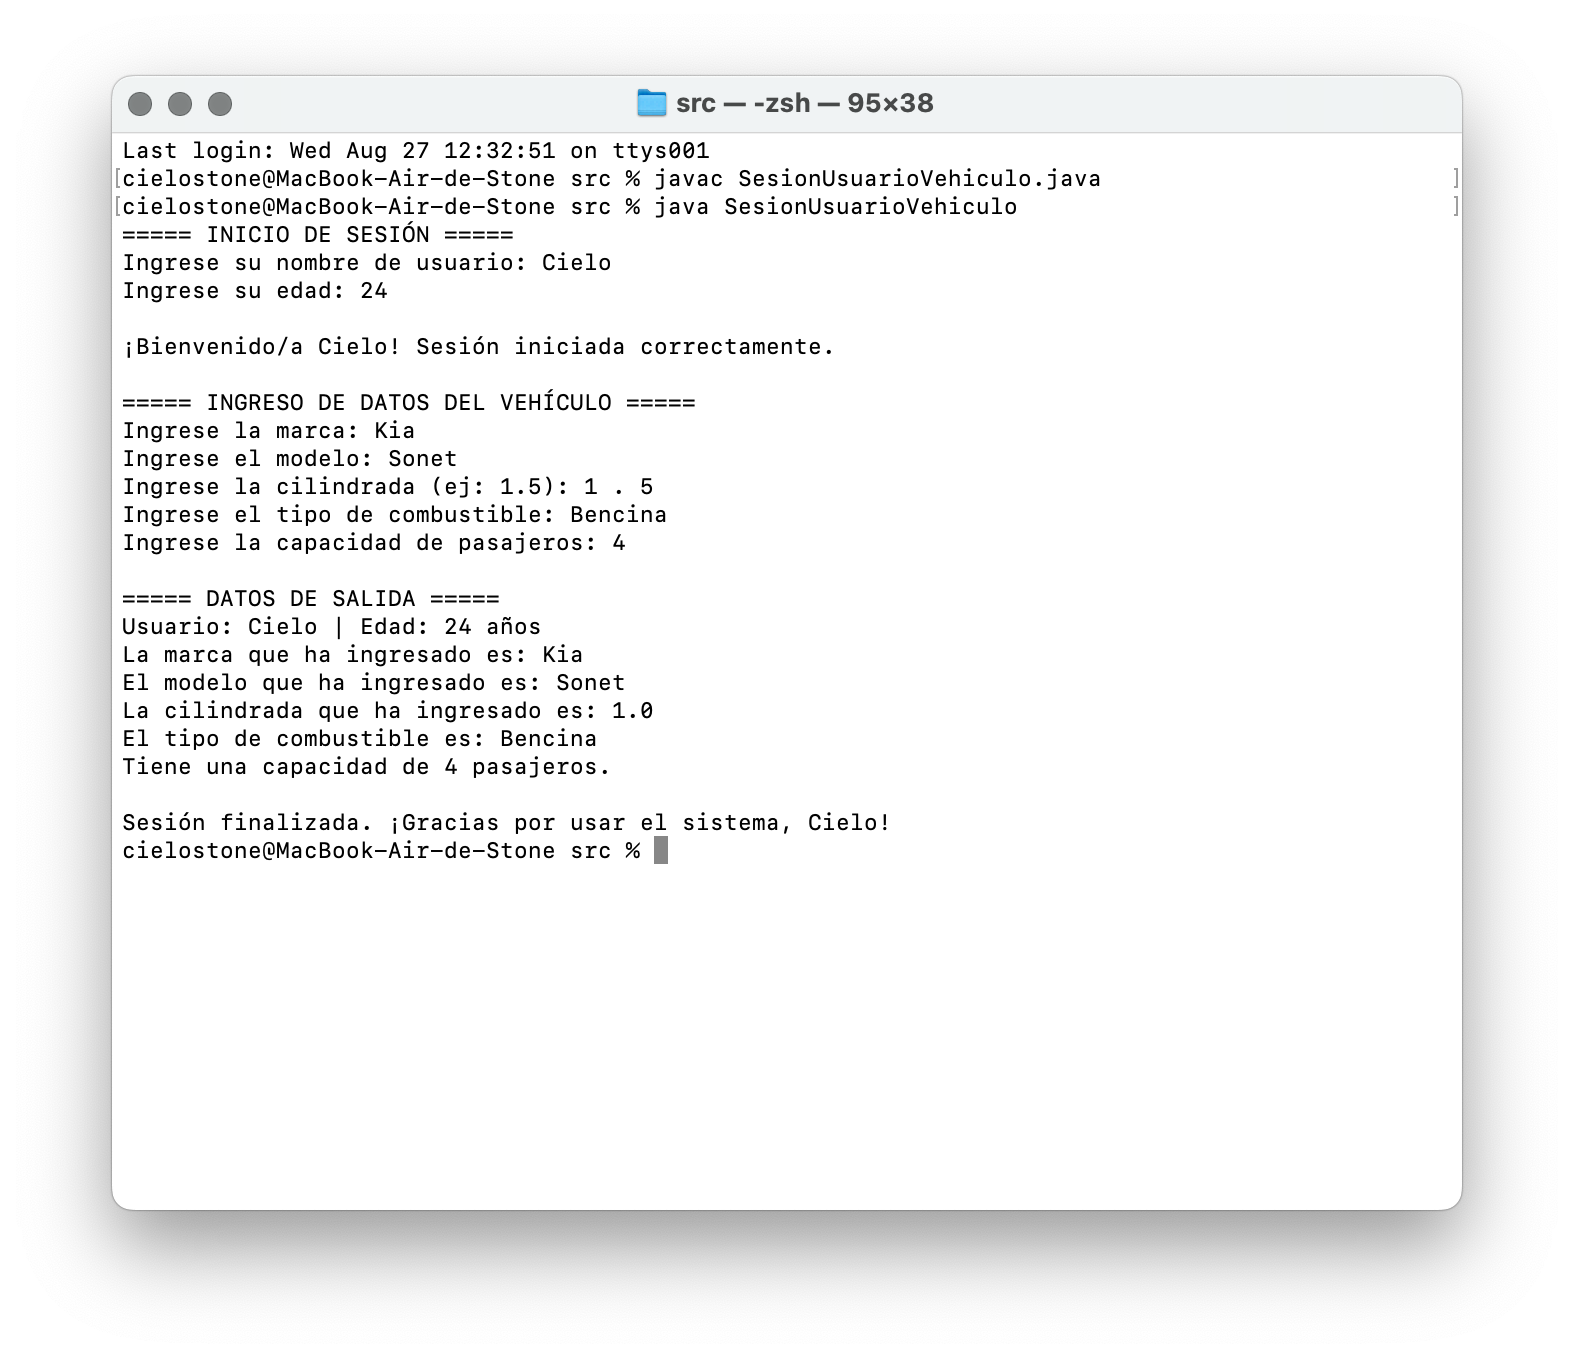 src — -zsh — 95×38
Last login: Wed Aug 27 12:32:51 on ttys001
[cielostone@MacBook-Air-de-Stone src % javac SesionUsuarioVehiculo.java ]
[cielostone@MacBook-Air-de-Stone src % java SesionUsuarioVehiculo ]
===== INICIO DE SESIÓN =====
Ingrese su nombre de usuario: Cielo
Ingrese su edad: 24
¡Bienvenido/a Cielo! Sesión iniciada correctamente.
===== INGRESO DE DATOS DEL VEHÍCULO =====
Ingrese la marca: Kia
Ingrese el modelo: Sonet
Ingrese la cilindrada (ej: 1.5): 1 . 5
Ingrese el tipo de combustible: Bencina
Ingrese la capacidad de pasajeros: 4
===== DATOS DE SALIDA =====
Usuario: Cielo | Edad: 24 años
La marca que ha ingresado es: Kia
El modelo que ha ingresado es: Sonet
La cilindrada que ha ingresado es: 1.0
El tipo de combustible es: Bencina
Tiene una capacidad de 4 pasajeros.
Sesión finalizada. ¡Gracias por usar el sistema, Cielo!
cielostone@MacBook-Air-de-Stone src %